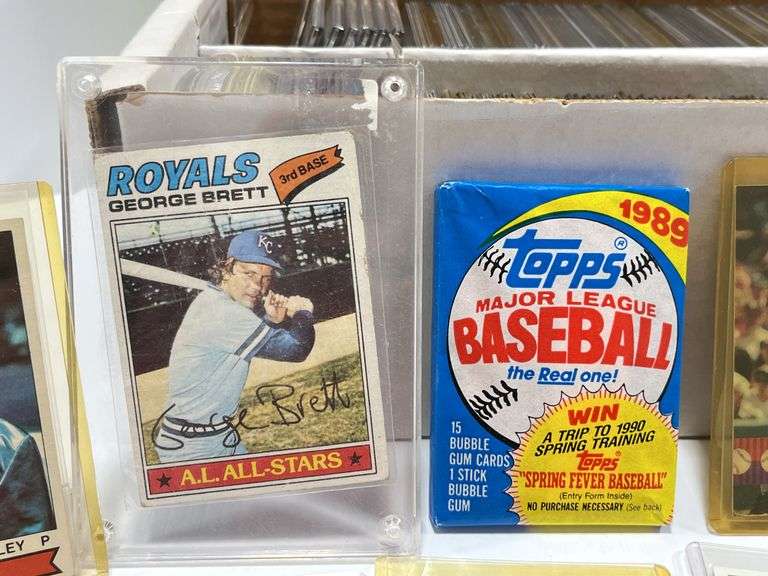 ROYALS
GEORGE BRETT
3rd BASE
KC
George Brett
★ A.L. ALL-STARS ★
LEY P
1989
Topps®
MAJOR LEAGUE
BASEBALL
the Real one!
15
BUBBLE
GUM CARDS
1 STICK
BUBBLE
GUM
WIN
A TRIP TO 1990
SPRING TRAINING
Topps
"SPRING FEVER BASEBALL"
(Entry Form Inside)
NO PURCHASE NECESSARY (See back)